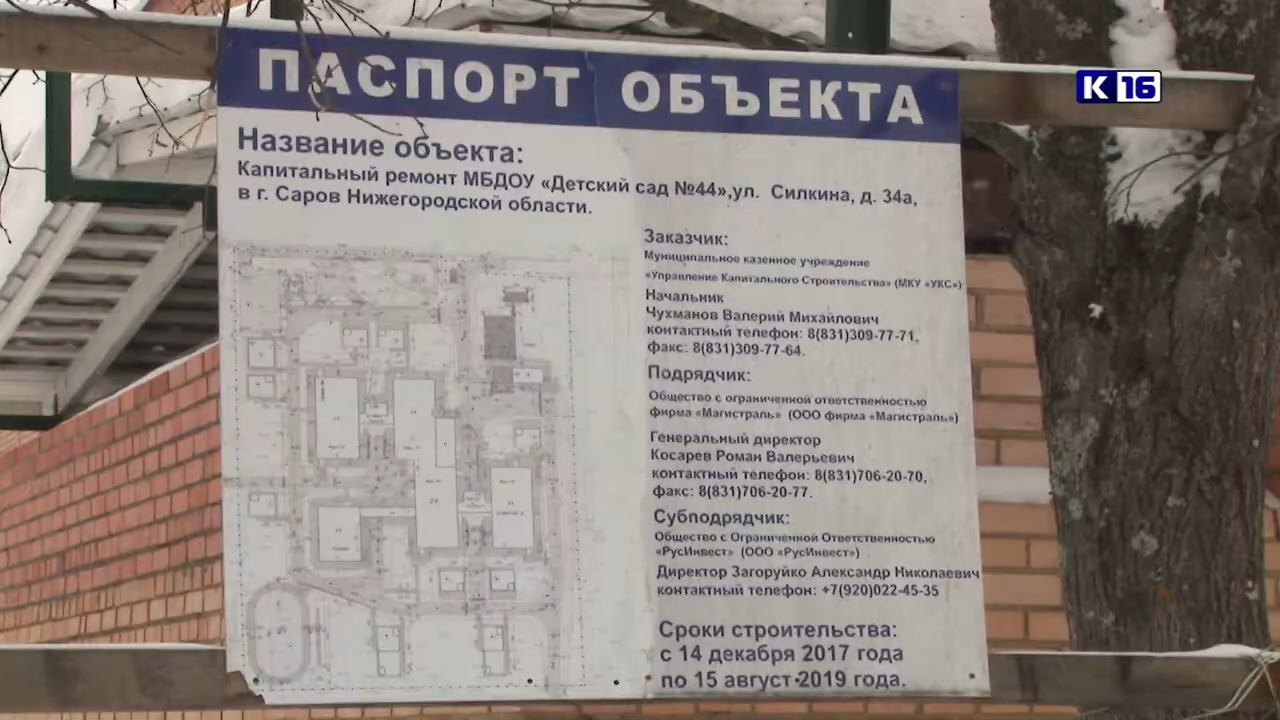 ПАСПОРТ ОБЪЕКТА
К 16
Название объекта:
Капитальный ремонт МБДОУ «Детский сад №44»,ул. Силкина, д. 34а,
в г. Саров Нижегородской области.
Заказчик:
Муниципальное казенное учреждение
«Управление Капитального Строительства» (МКУ «УКС»)
Начальник
Чухманов Валерий Михайлович
контактный телефон: 8(831)309-77-71,
факс: 8(831)309-77-64.
Подрядчик:
Общество с ограниченной ответственностью
фирма «Магистраль» (ООО фирма «Магистраль»)
Генеральный директор
Косарев Роман Валерьевич
контактный телефон: 8(831)706-20-70,
факс: 8(831)706-20-77.
Субподрядчик:
Общество с Ограниченной Ответственностью
«РусИнвест» (ООО «РусИнвест»)
Директор Загоруйко Александр Николаевич
контактный телефон: +7(920)022-45-35
Сроки строительства:
с 14 декабря 2017 года
по 15 август 2019 года.